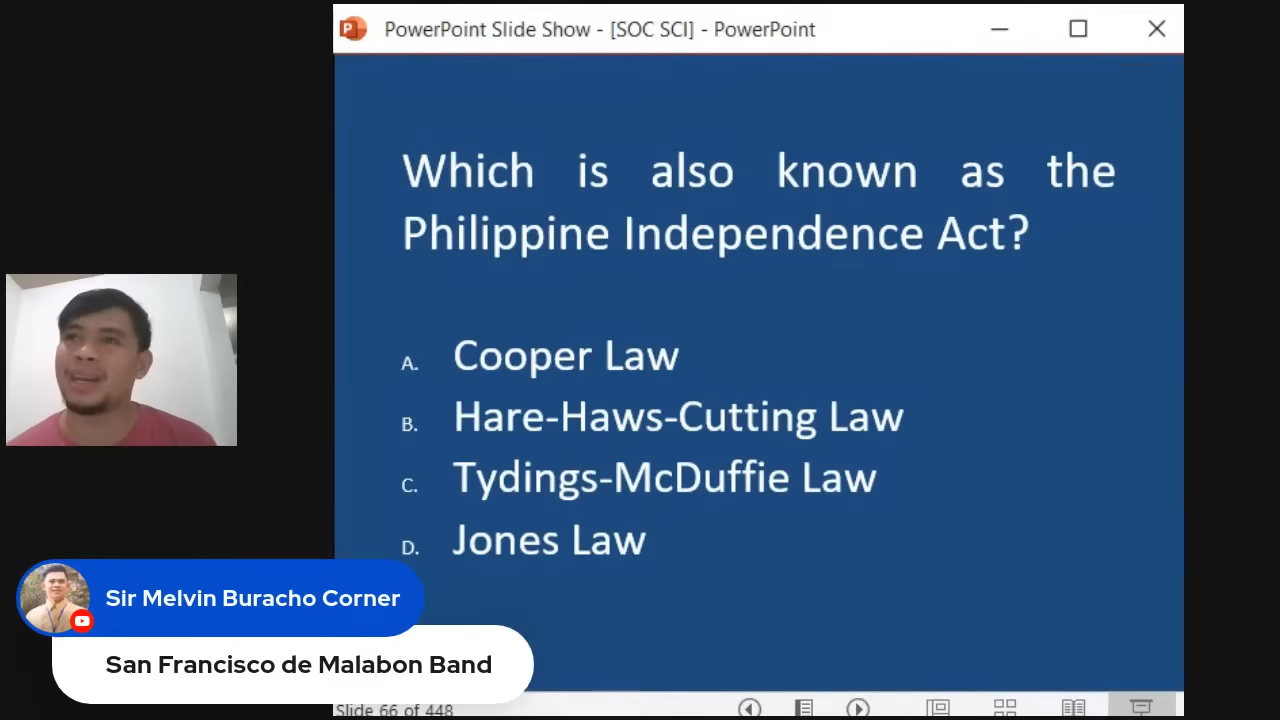 PowerPoint Slide Show - [SOC SCI] - PowerPoint
Which is also known as the
Philippine Independence Act?
A. Cooper Law
B. Hare-Haws-Cutting Law
C. Tydings-McDuffie Law
D. Jones Law
Sir Melvin Buracho Corner
San Francisco de Malabon Band
Slide 66 of 448